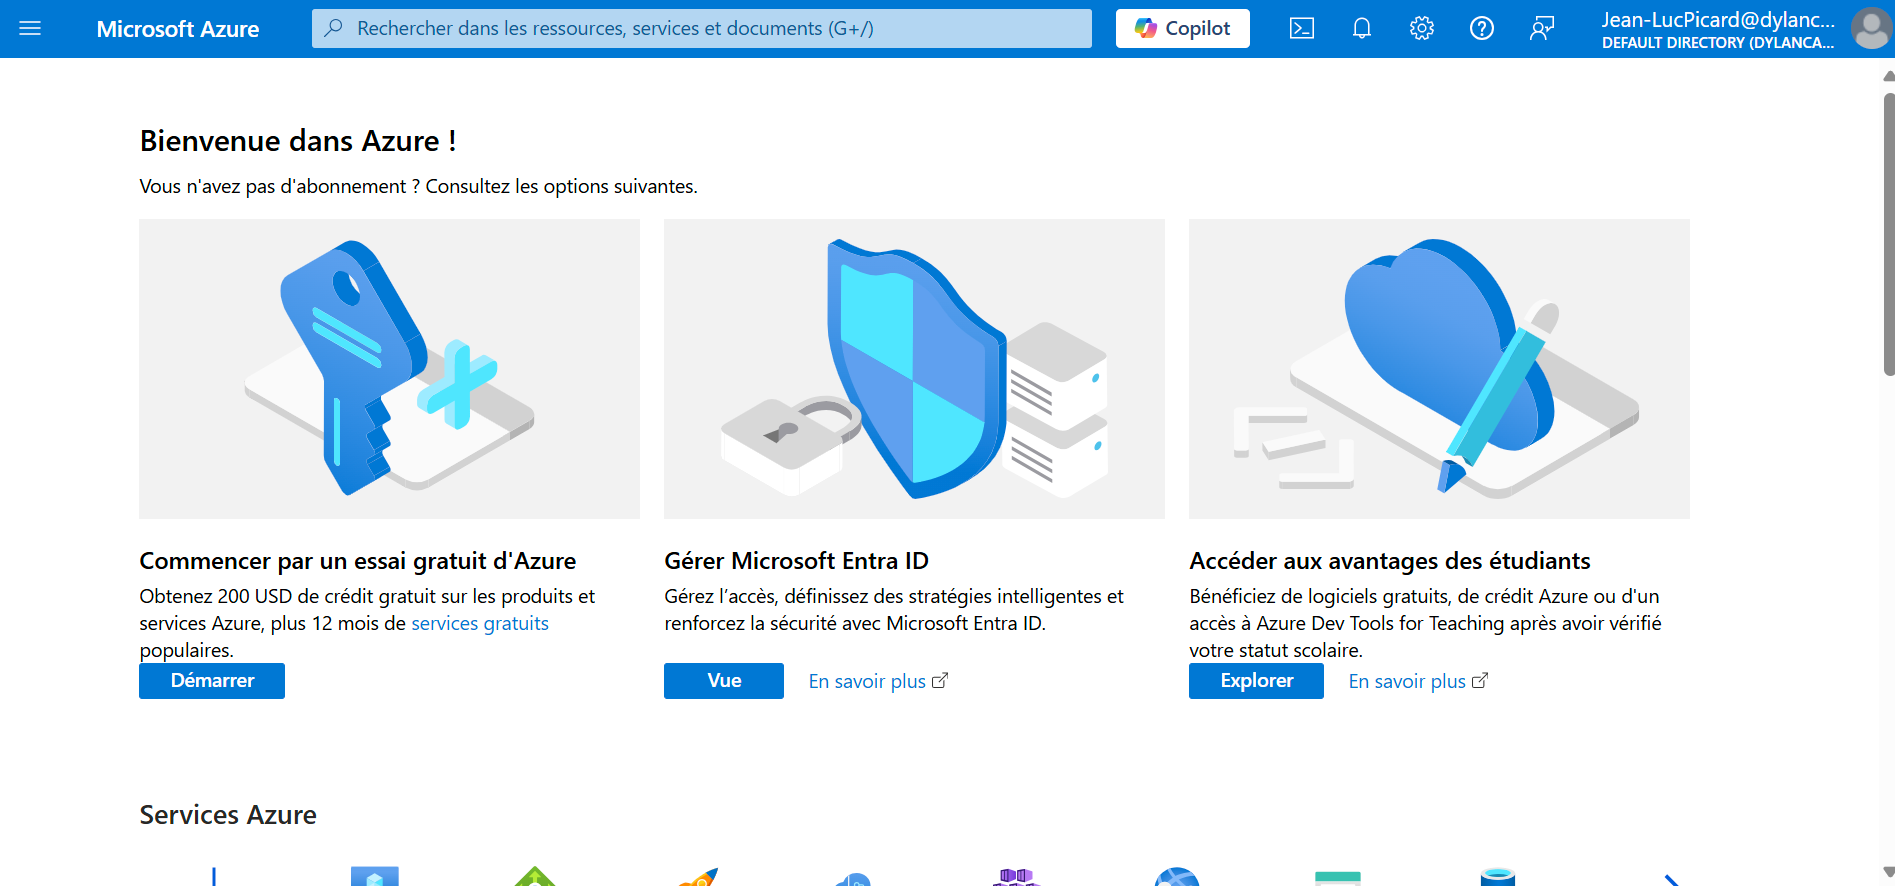 Microsoft Azure
Rechercher dans les ressources, services et documents (G+/)
Copilot
Jean-LucPicard@dylanc...
DEFAULT DIRECTORY (DYLANCA...
Bienvenue dans Azure !
Vous n'avez pas d'abonnement ? Consultez les options suivantes.
Commencer par un essai gratuit d'Azure
Obtenez 200 USD de crédit gratuit sur les produits et
services Azure, plus 12 mois de services gratuits
populaires.
Démarrer
Gérer Microsoft Entra ID
Gérez l’accès, définissez des stratégies intelligentes et
renforcez la sécurité avec Microsoft Entra ID.
Vue
En savoir plus
Accéder aux avantages des étudiants
Bénéficiez de logiciels gratuits, de crédit Azure ou d'un
accès à Azure Dev Tools for Teaching après avoir vérifié
votre statut scolaire.
Explorer
En savoir plus
Services Azure